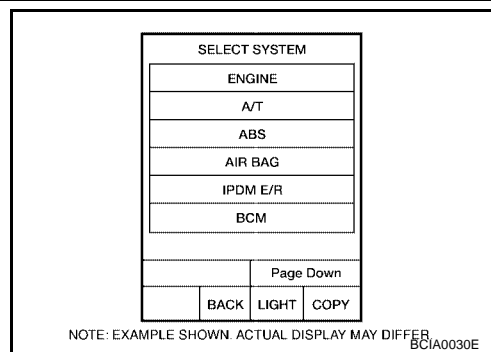 SELECT SYSTEM
ENGINE
A/T
ABS
AIR BAG
IPDM E/R
BCM
Page Down
BACK LIGHT COPY
NOTE: EXAMPLE SHOWN. ACTUAL DISPLAY MAY DIFFER
BCIA0030E